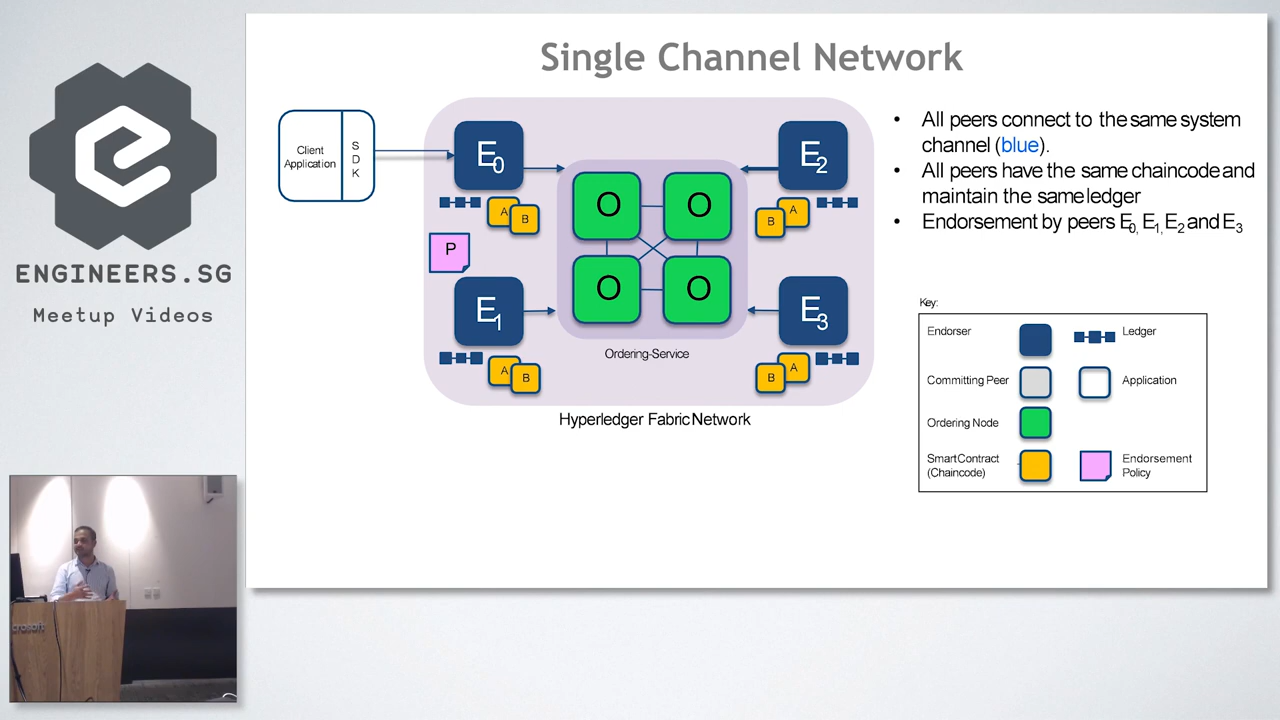 Single Channel Network
ENGINEERS.SG
Meetup Videos
Client
Application
S
D
K
E0
E2
O O
A
B
B
A
P
E1
E3
O O
Ordering-Service
A
B
B
A
Hyperledger Fabric Network
• All peers connect to the same system
channel (blue).
• All peers have the same chaincode and
maintain the same ledger
• Endorsement by peers E0, E1, E2 and E3
Key:
Endorser
Ledger
Committing Peer
Application
Ordering Node
SmartContract
(Chaincode)
Endorsement
Policy
crosoft